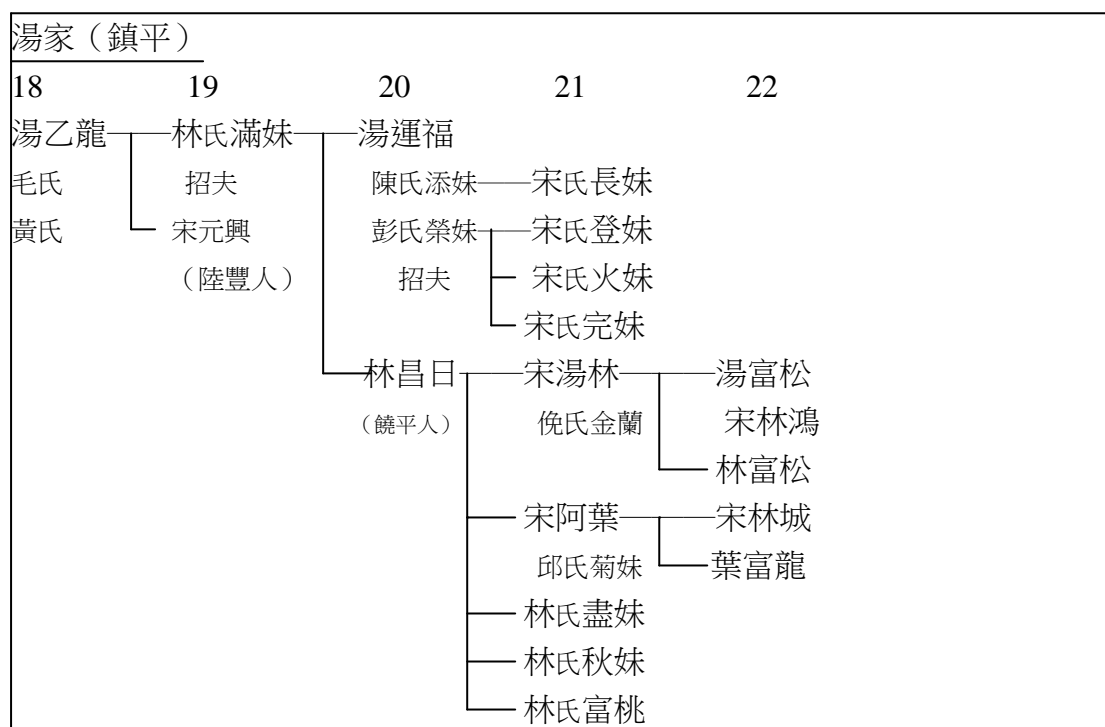 湯家（鎮平）
18 19 20 21 22
湯乙龍 林氏滿妹 湯運福
毛氏 招夫 陳氏添妹 宋氏長妹
黃氏 宋元興 彭氏榮妹 宋氏登妹
（陸豐人） 招夫 宋氏火妹
宋氏完妹
林昌日 宋湯林 湯富松
（饒平人） 俛氏金蘭 宋林鴻
林富松
宋阿葉 宋林城
邱氏菊妹 葉富龍
林氏盡妹
林氏秋妹
林氏富桃